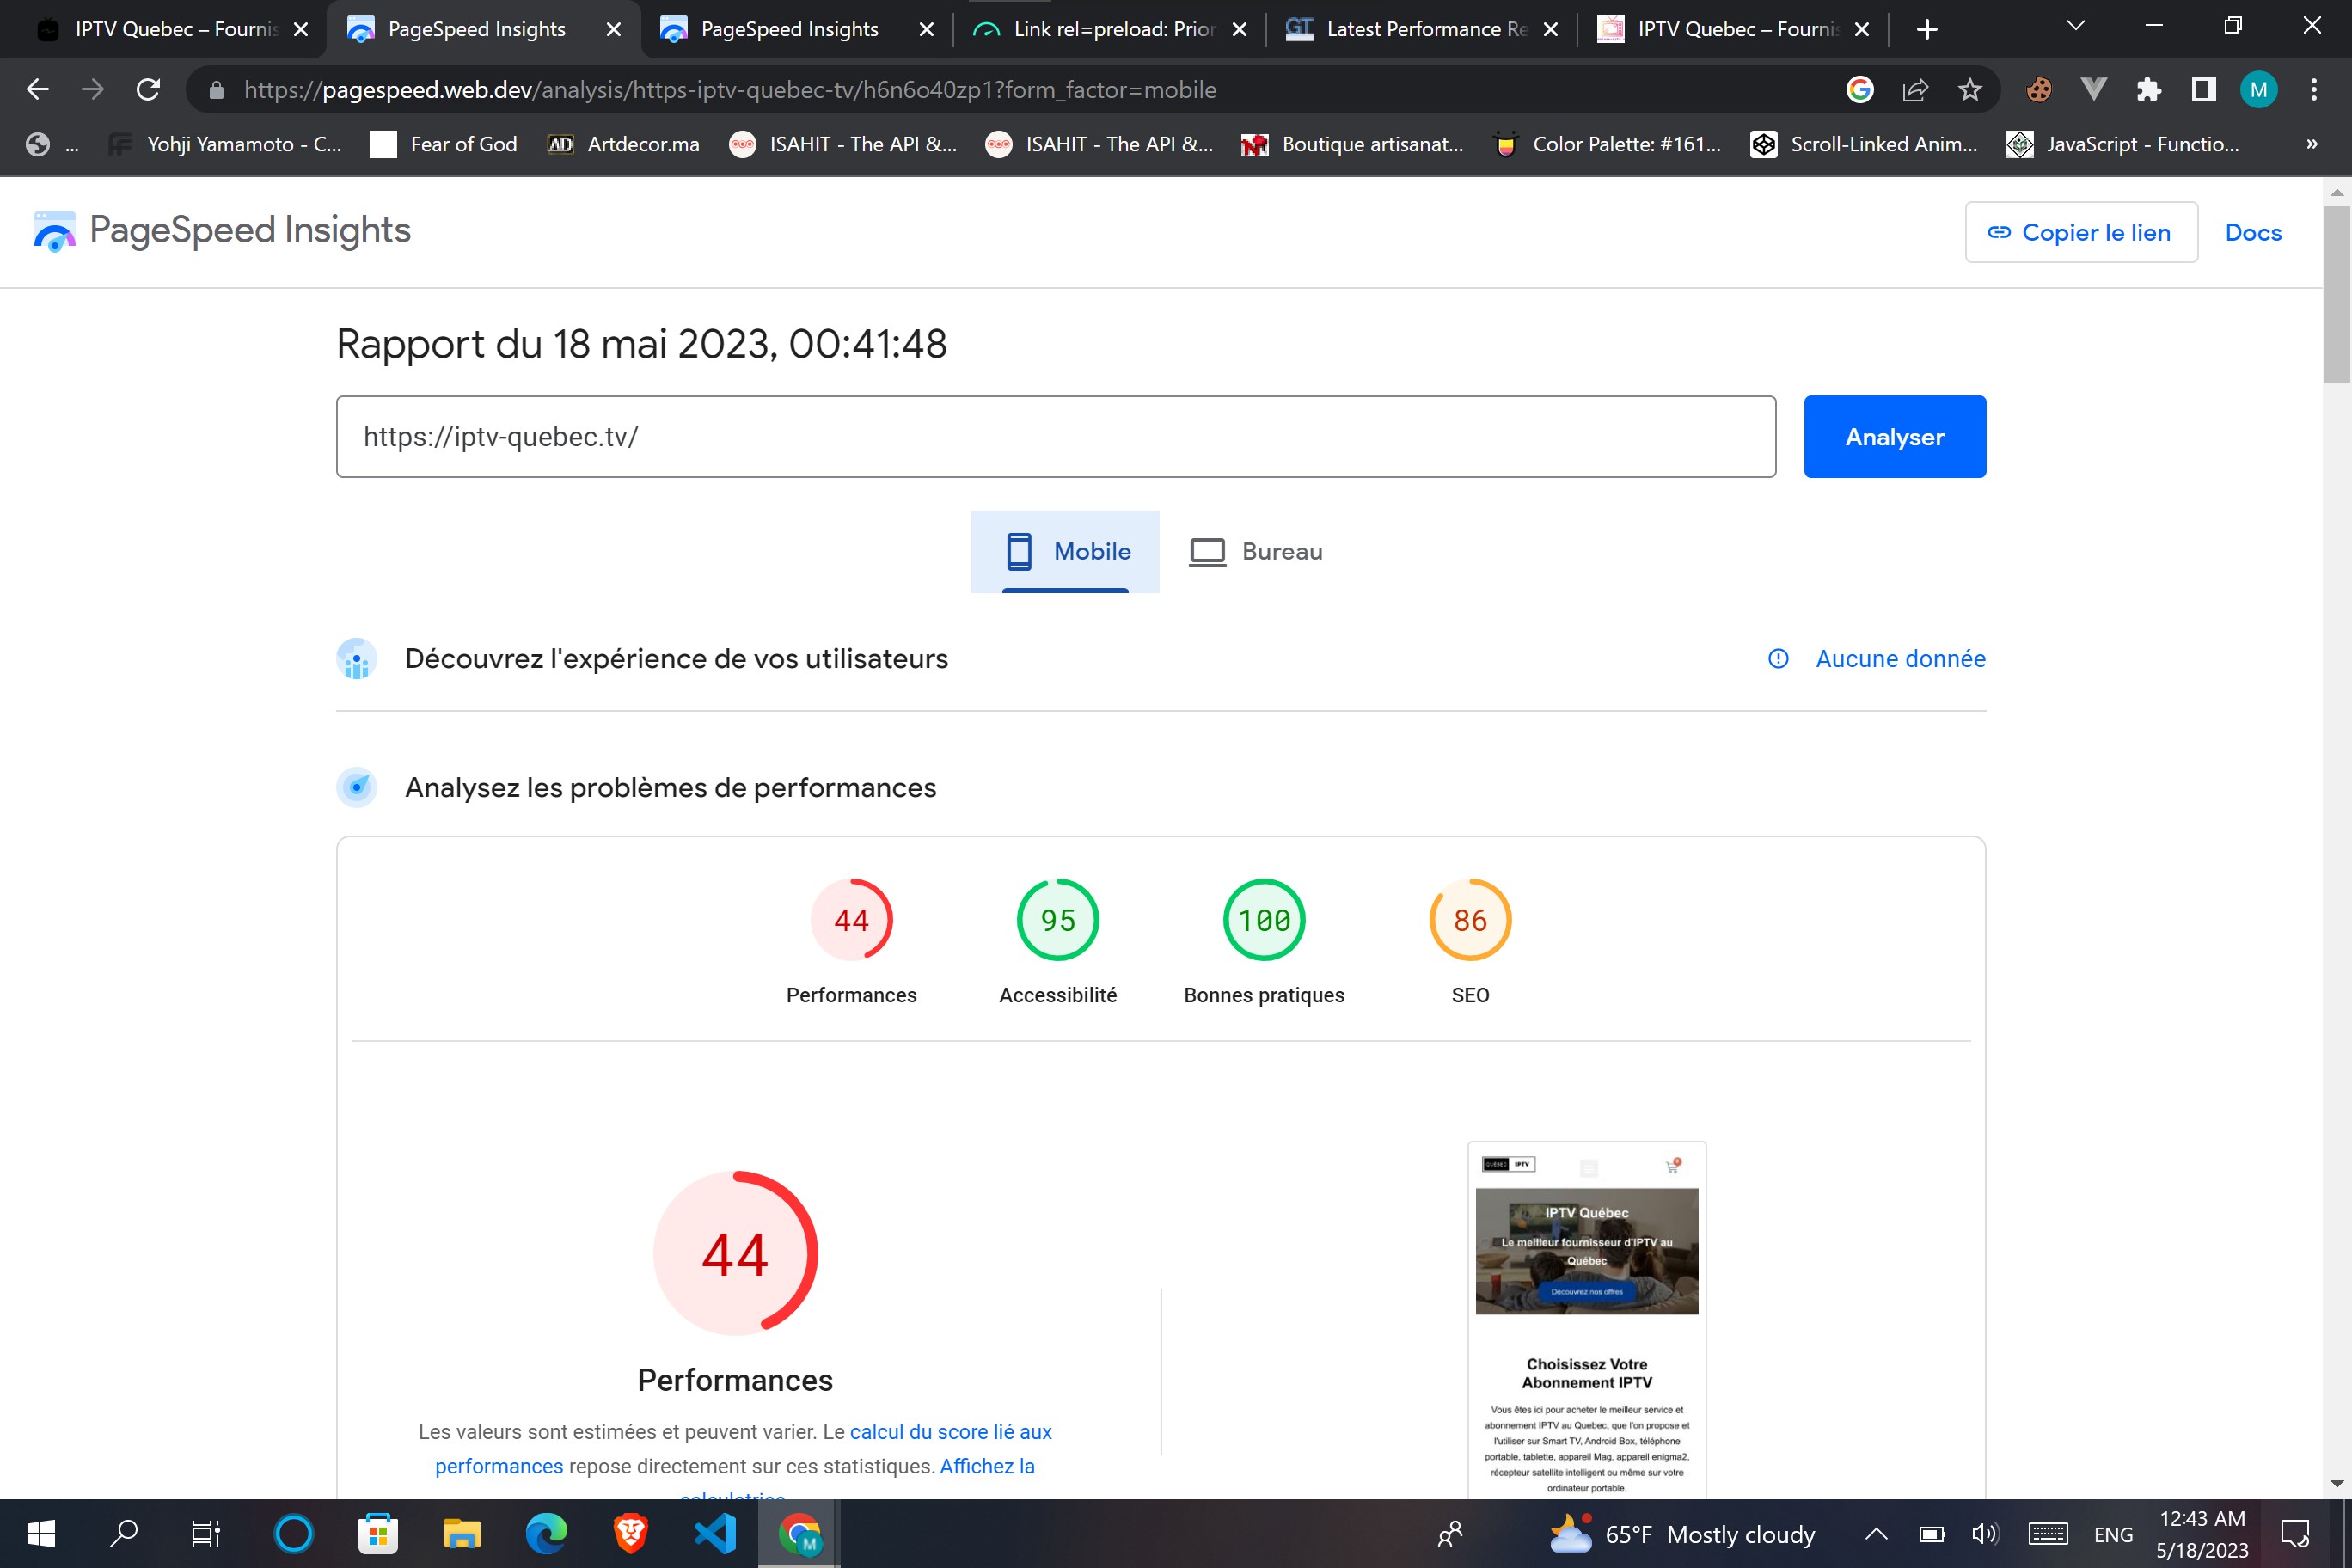 IPTV Quebec – Fournis
PageSpeed Insights
PageSpeed Insights
Link rel=preload: Prior
GT
Latest Performance Re
IPTV Quebec – Fournis
https://pagespeed.web.dev/analysis/https-iptv-quebec-tv/h6n6o40zp1?form_factor=mobile
M
...
Yohji Yamamoto - C...
Fear of God
AD
Artdecor.ma
ISAHIT - The API &...
ISAHIT - The API &...
Boutique artisanat...
Color Palette: #161...
Scroll-Linked Anim...
JavaScript - Functio...
»
PageSpeed Insights
Copier le lien
Docs
Rapport du 18 mai 2023, 00:41:48
https://iptv-quebec.tv/
Analyser
Mobile
Bureau
Découvrez l'expérience de vos utilisateurs
Aucune donnée
Analysez les problèmes de performances
44
95
100
86
Performances
Accessibilité
Bonnes pratiques
SEO
44
Performances
Les valeurs sont estimées et peuvent varier. Le calcul du score lié aux
performances repose directement sur ces statistiques. Affichez la
calculatrice.
QUÉBEC IPTV
IPTV Québec
Le meilleur fournisseur d'IPTV au
Québec
Découvrez nos offres
Choisissez Votre
Abonnement IPTV
Vous êtes ici pour acheter le meilleur service et
abonnement IPTV au Quebec, que l'on propose et
l'utiliser sur Smart TV, Android Box, téléphone
portable, tablette, appareil Mag, appareil enigma2,
récepteur satellite intelligent ou même sur votre
ordinateur portable.
M
65°F Mostly cloudy
ENG
12:43 AM
5/18/2023